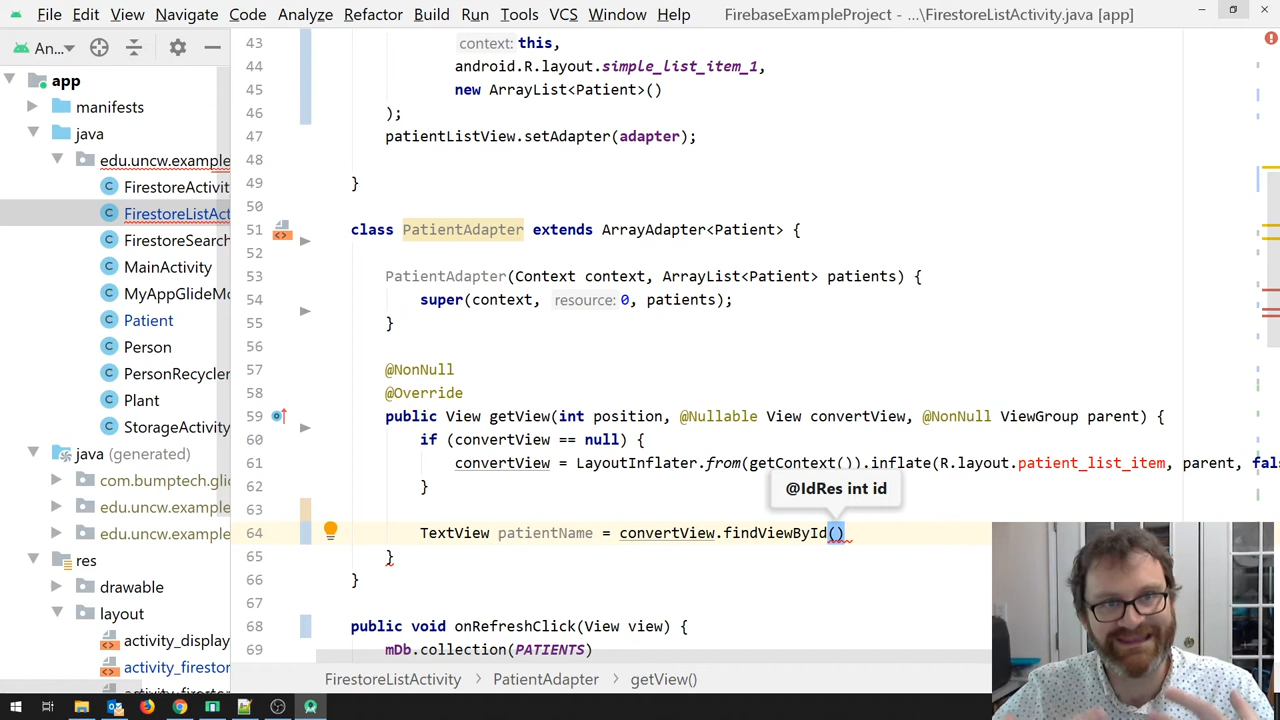 File Edit View Navigate Code Analyze Refactor Build Run Tools VCS Window Help FirebaseExampleProject - ...\FirestoreListActivity.java [app]
An...
app
manifests
java
edu.uncw.example
FirestoreActivit
FirestoreListAct
FirestoreSearch
MainActivity
MyAppGlideMo
Patient
Person
PersonRecycler
Plant
StorageActivity
java (generated)
com.bumptech.glid
edu.uncw.example
edu.uncw.example
res
drawable
layout
activity_display
activity_firestor
43 context: this,
44 android.R.layout.simple_list_item_1,
45 new ArrayList<Patient>()
46 );
47 patientListView.setAdapter(adapter);
48
49 }
50
51 class PatientAdapter extends ArrayAdapter<Patient> {
52
53 PatientAdapter(Context context, ArrayList<Patient> patients) {
54 super(context, resource: 0, patients);
55 }
56
57 @NonNull
58 @Override
59 public View getView(int position, @Nullable View convertView, @NonNull ViewGroup parent) {
60 if (convertView == null) {
61 convertView = LayoutInflater.from(getContext()).inflate(R.layout.patient_list_item, parent, fals
62 }
@IdRes int id
63
64 TextView patientName = convertView.findViewById()
65 }
66 }
67
68 public void onRefreshClick(View view) {
69 mDb.collection(PATIENTS)
FirestoreListActivity > PatientAdapter > getView()